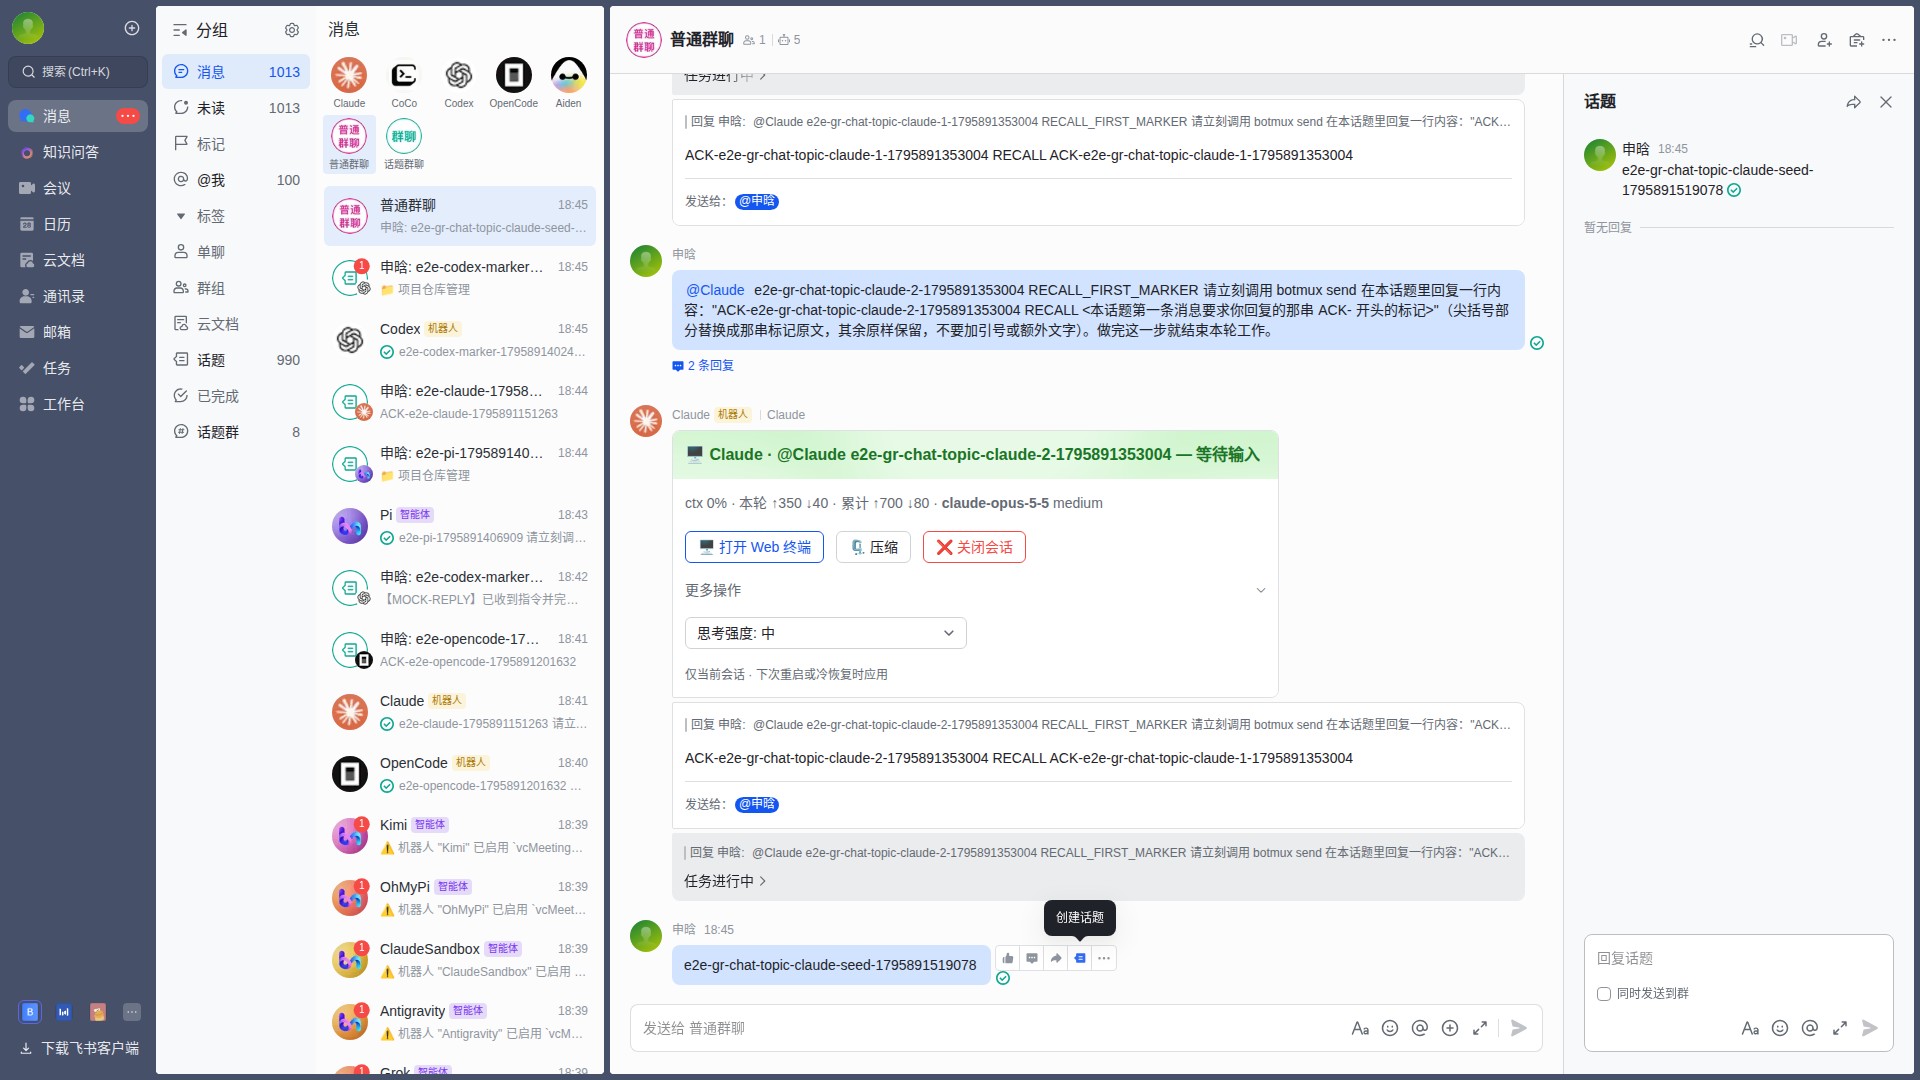 搜索 (Ctrl+K)
消息
知识问答
会议
日历
云文档
通讯录
邮箱
任务
工作台
下载飞书客户端
分组
消息 1013
未读 1013
标记
@我 100
标签
单聊
群组
云文档
话题 990
已完成
话题群 8
消息
Claude CoCo Codex OpenCode Aiden
普通群聊 群聊
普通群聊 话题群聊
普通群聊 18:45
申晗: e2e-gr-chat-topic-claude-seed-...
申晗: e2e-codex-marker... 18:45
项目仓库管理
Codex 机器人 18:45
e2e-codex-marker-17958914024...
申晗: e2e-claude-17958... 18:44
ACK-e2e-claude-1795891151263
申晗: e2e-pi-179589140... 18:44
项目仓库管理
Pi 智能体 18:43
e2e-pi-1795891406909 请立刻调...
申晗: e2e-codex-marker... 18:42
【MOCK-REPLY】已收到指令并完...
申晗: e2e-opencode-17... 18:41
ACK-e2e-opencode-1795891201632
Claude 机器人 18:41
e2e-claude-1795891151263 请立...
OpenCode 机器人 18:40
e2e-opencode-1795891201632 ...
Kimi 智能体 18:39
机器人 "Kimi" 已启用 `vcMeeting...
OhMyPi 智能体 18:39
机器人 "OhMyPi" 已启用 `vcMeet...
ClaudeSandbox 智能体 18:39
机器人 "ClaudeSandbox" 已启用 ...
Antigravity 智能体 18:39
机器人 "Antigravity" 已启用 `vcM...
Grok 智能体 18:39
普通群聊
普通群聊 1 5
任务进行中
回复 申晗: @Claude e2e-gr-chat-topic-claude-1-1795891353004 RECALL_FIRST_MARKER 请立刻调用 botmux send 在本话题里回复一行内容："ACK...
ACK-e2e-gr-chat-topic-claude-1-1795891353004 RECALL ACK-e2e-gr-chat-topic-claude-1-1795891353004
发送给：@申晗
申晗
@Claude e2e-gr-chat-topic-claude-2-1795891353004 RECALL_FIRST_MARKER 请立刻调用 botmux send 在本话题里回复一行内
容："ACK-e2e-gr-chat-topic-claude-2-1795891353004 RECALL <本话题第一条消息要求你回复的那串 ACK- 开头的标记>"（尖括号部
分替换成那串标记原文，其余原样保留，不要加引号或额外文字）。做完这一步就结束本轮工作。
2 条回复
Claude 机器人 Claude
Claude · @Claude e2e-gr-chat-topic-claude-2-1795891353004 — 等待输入
ctx 0% · 本轮 ↑350 ↓40 · 累计 ↑700 ↓80 · claude-opus-5-5 medium
打开 Web 终端 压缩 关闭会话
更多操作
思考强度: 中
仅当前会话 · 下次重启或冷恢复时应用
回复 申晗: @Claude e2e-gr-chat-topic-claude-2-1795891353004 RECALL_FIRST_MARKER 请立刻调用 botmux send 在本话题里回复一行内容："ACK...
ACK-e2e-gr-chat-topic-claude-2-1795891353004 RECALL ACK-e2e-gr-chat-topic-claude-1-1795891353004
发送给：@申晗
回复 申晗: @Claude e2e-gr-chat-topic-claude-2-1795891353004 RECALL_FIRST_MARKER 请立刻调用 botmux send 在本话题里回复一行内容："ACK...
任务进行中
创建话题
申晗 18:45
e2e-gr-chat-topic-claude-seed-1795891519078
发送给 普通群聊
话题
申晗 18:45
e2e-gr-chat-topic-claude-seed-
1795891519078
暂无回复
回复话题
同时发送到群